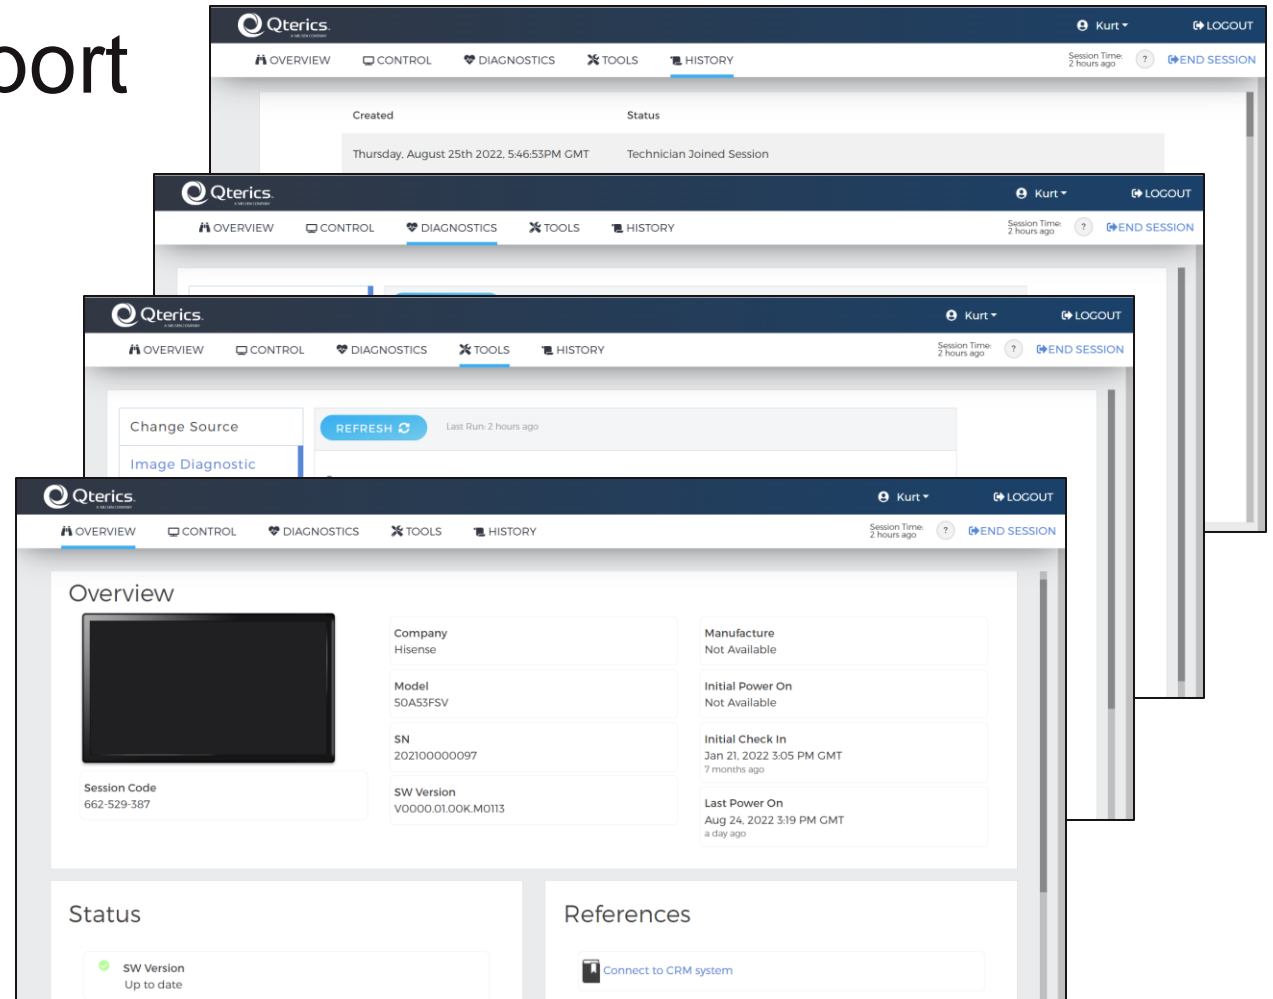 port
Qterics.
Kurt
LOGOUT
OVERVIEW
CONTROL
DIAGNOSTICS
TOOLS
HISTORY
Session Time:
2 hours ago
?
END SESSION
Created
Status
Thursday, August 25th 2022, 5:46:53PM GMT
Technician Joined Session
Qterics.
Kurt
LOGOUT
OVERVIEW
CONTROL
DIAGNOSTICS
TOOLS
HISTORY
Session Time:
2 hours ago
?
END SESSION
Qterics.
Kurt
LOGOUT
OVERVIEW
CONTROL
DIAGNOSTICS
TOOLS
HISTORY
Session Time:
2 hours ago
?
END SESSION
Change Source
REFRESH
Last Run: 2 hours ago
Image Diagnostic
Qterics.
Kurt
LOGOUT
OVERVIEW
CONTROL
DIAGNOSTICS
TOOLS
HISTORY
Session Time:
2 hours ago
?
END SESSION
Overview
Session Code
662-529-387
Company
Hisense
Model
50A53FSV
SN
202100000097
SW Version
V0000.01.00K.M0113
Manufacture
Not Available
Initial Power On
Not Available
Initial Check In
Jan 21, 2022 3:05 PM GMT
7 months ago
Last Power On
Aug 24, 2022 3:19 PM GMT
a day ago
Status
SW Version
Up to date
References
Connect to CRM system